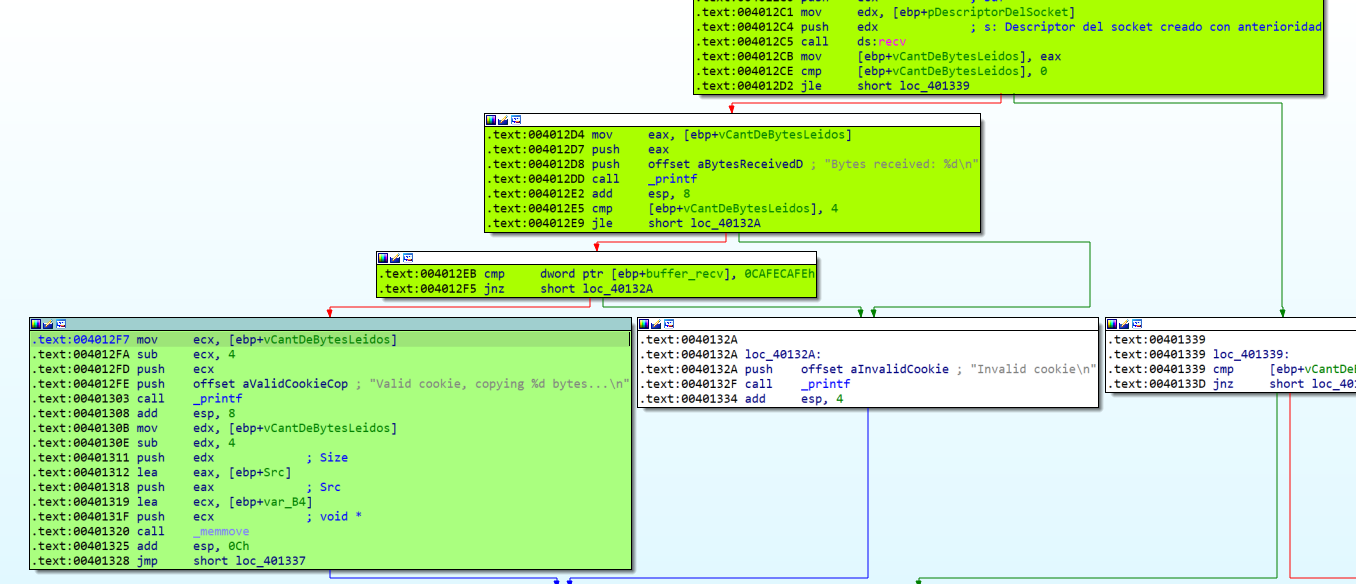 .text:004012C1 mov edx, [ebp+pDescriptorDelSocket]
.text:004012C4 push edx ; s: Descriptor del socket creado con anterioridad
.text:004012C5 call ds:recv
.text:004012CB mov [ebp+vCantDeBytesLeidos], eax
.text:004012CE cmp [ebp+vCantDeBytesLeidos], 0
.text:004012D2 jle short loc_401339
.text:004012D4 mov eax, [ebp+vCantDeBytesLeidos]
.text:004012D7 push eax
.text:004012D8 push offset aBytesReceivedD ; "Bytes received: %d\n"
.text:004012DD call _printf
.text:004012E2 add esp, 8
.text:004012E5 cmp [ebp+vCantDeBytesLeidos], 4
.text:004012E9 jle short loc_40132A
.text:004012EB cmp dword ptr [ebp+buffer_recv], 0CAFECAFEh
.text:004012F5 jnz short loc_40132A
.text:004012F7 mov ecx, [ebp+vCantDeBytesLeidos]
.text:004012FA sub ecx, 4
.text:004012FD push ecx
.text:004012FE push offset aValidCookieCop ; "Valid cookie, copying %d bytes...\n"
.text:00401303 call _printf
.text:00401308 add esp, 8
.text:0040130B mov edx, [ebp+vCantDeBytesLeidos]
.text:0040130E sub edx, 4
.text:00401311 push edx ; Size
.text:00401312 lea eax, [ebp+Src]
.text:00401318 push eax ; Src
.text:00401319 lea ecx, [ebp+var_B4]
.text:0040131F push ecx ; void *
.text:00401320 call _memmove
.text:00401325 add esp, 0Ch
.text:00401328 jmp short loc_401337
.text:0040132A
.text:0040132A loc_40132A:
.text:0040132A push offset aInvalidCookie ; "Invalid cookie\n"
.text:0040132F call _printf
.text:00401334 add esp, 4
.text:00401339
.text:00401339 loc_401339:
.text:00401339 cmp [ebp+vCantDeB
.text:0040133D jnz short loc_401